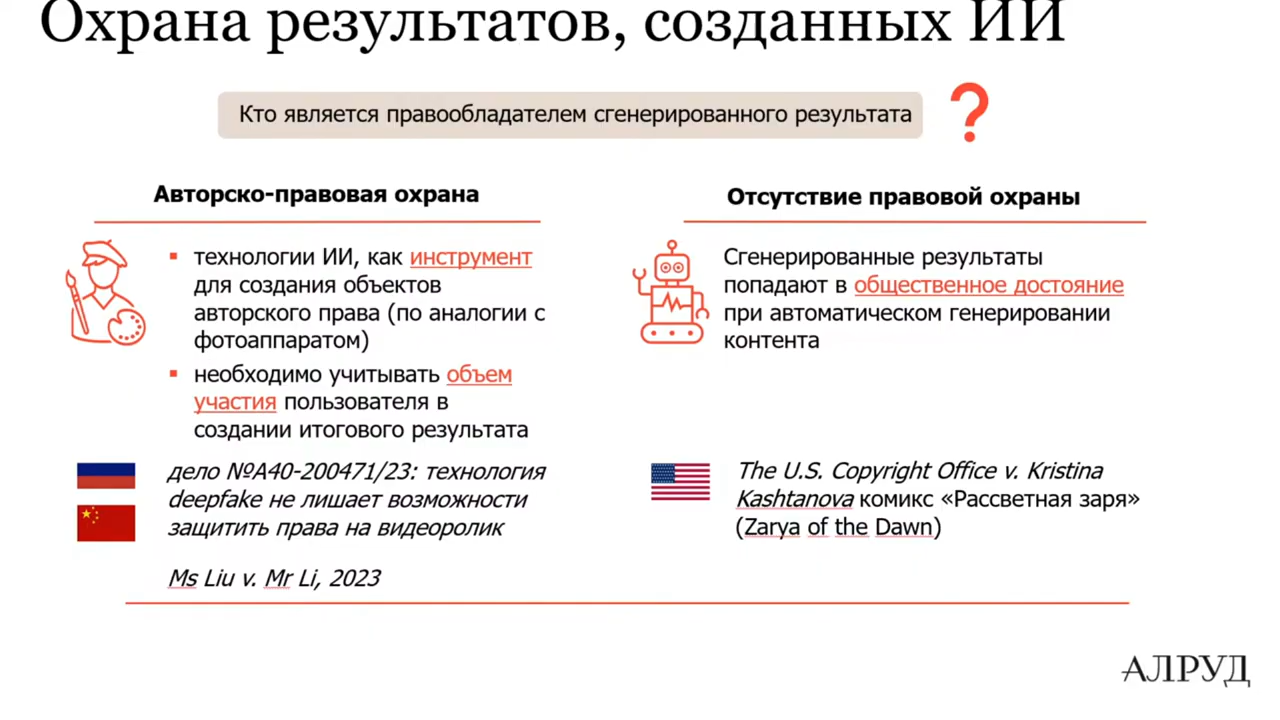 Охрана результатов, созданных ИИ
Кто является правообладателем сгенерированного результата
?
Авторско-правовая охрана
технологии ИИ, как инструмент
для создания объектов
авторского права (по аналогии с
фотоаппаратом)
необходимо учитывать объем
участия пользователя в
создании итогового результата
дело №А40-200471/23: технология
deepfake не лишает возможности
защитить права на видеоролик
Ms Liu v. Mr Li, 2023
Отсутствие правовой охраны
Сгенерированные результаты
попадают в общественное достояние
при автоматическом генерировании
контента
The U.S. Copyright Office v. Kristina
Kashtanova комикс «Рассветная заря»
(Zarya of the Dawn)
АЛРУД